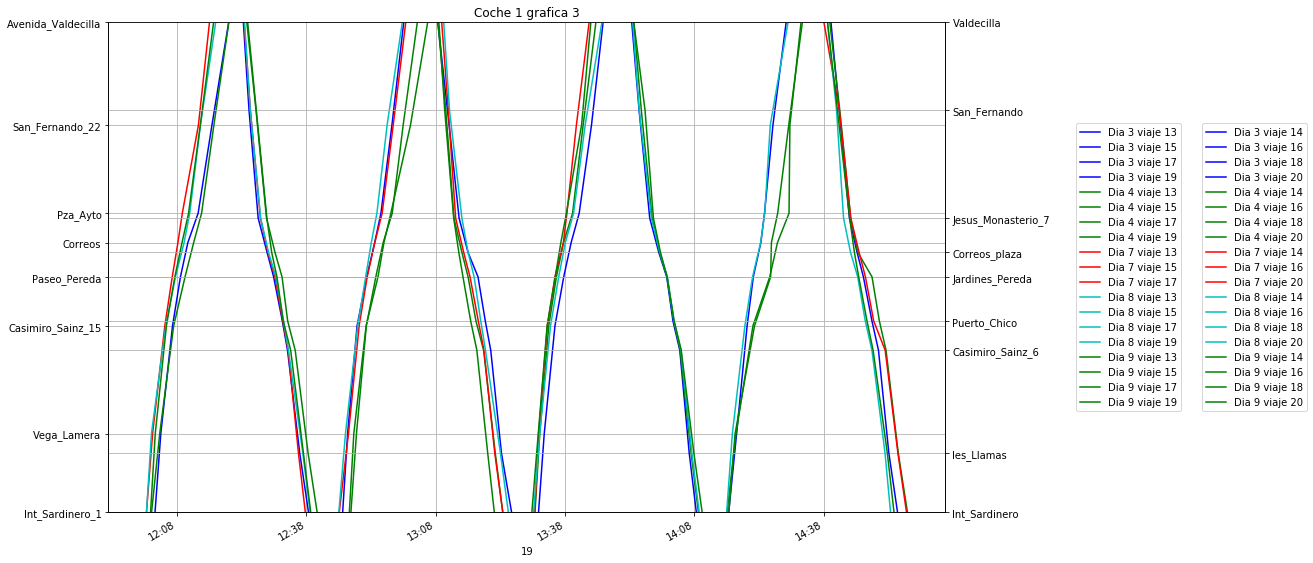 Coche 1 grafica 3
Avenida_Valdecilla
San_Fernando_22
Pza_Ayto
Correos
Paseo_Pereda
Casimiro_Sainz_15
Vega_Lamera
Int_Sardinero_1
Valdecilla
San_Fernando
Jesus_Monasterio_7
Correos_plaza
Jardines_Pereda
Puerto_Chico
Casimiro_Sainz_6
Ies_Llamas
Int_Sardinero
12:08
12:38
13:08
13:38
14:08
14:38
19
Dia 3 viaje 13
Dia 3 viaje 15
Dia 3 viaje 17
Dia 3 viaje 19
Dia 4 viaje 13
Dia 4 viaje 15
Dia 4 viaje 17
Dia 4 viaje 19
Dia 7 viaje 13
Dia 7 viaje 15
Dia 7 viaje 17
Dia 8 viaje 13
Dia 8 viaje 15
Dia 8 viaje 17
Dia 8 viaje 19
Dia 9 viaje 13
Dia 9 viaje 15
Dia 9 viaje 17
Dia 9 viaje 19
Dia 3 viaje 14
Dia 3 viaje 16
Dia 3 viaje 18
Dia 3 viaje 20
Dia 4 viaje 14
Dia 4 viaje 16
Dia 4 viaje 18
Dia 4 viaje 20
Dia 7 viaje 14
Dia 7 viaje 16
Dia 7 viaje 20
Dia 8 viaje 14
Dia 8 viaje 16
Dia 8 viaje 18
Dia 8 viaje 20
Dia 9 viaje 14
Dia 9 viaje 16
Dia 9 viaje 18
Dia 9 viaje 20